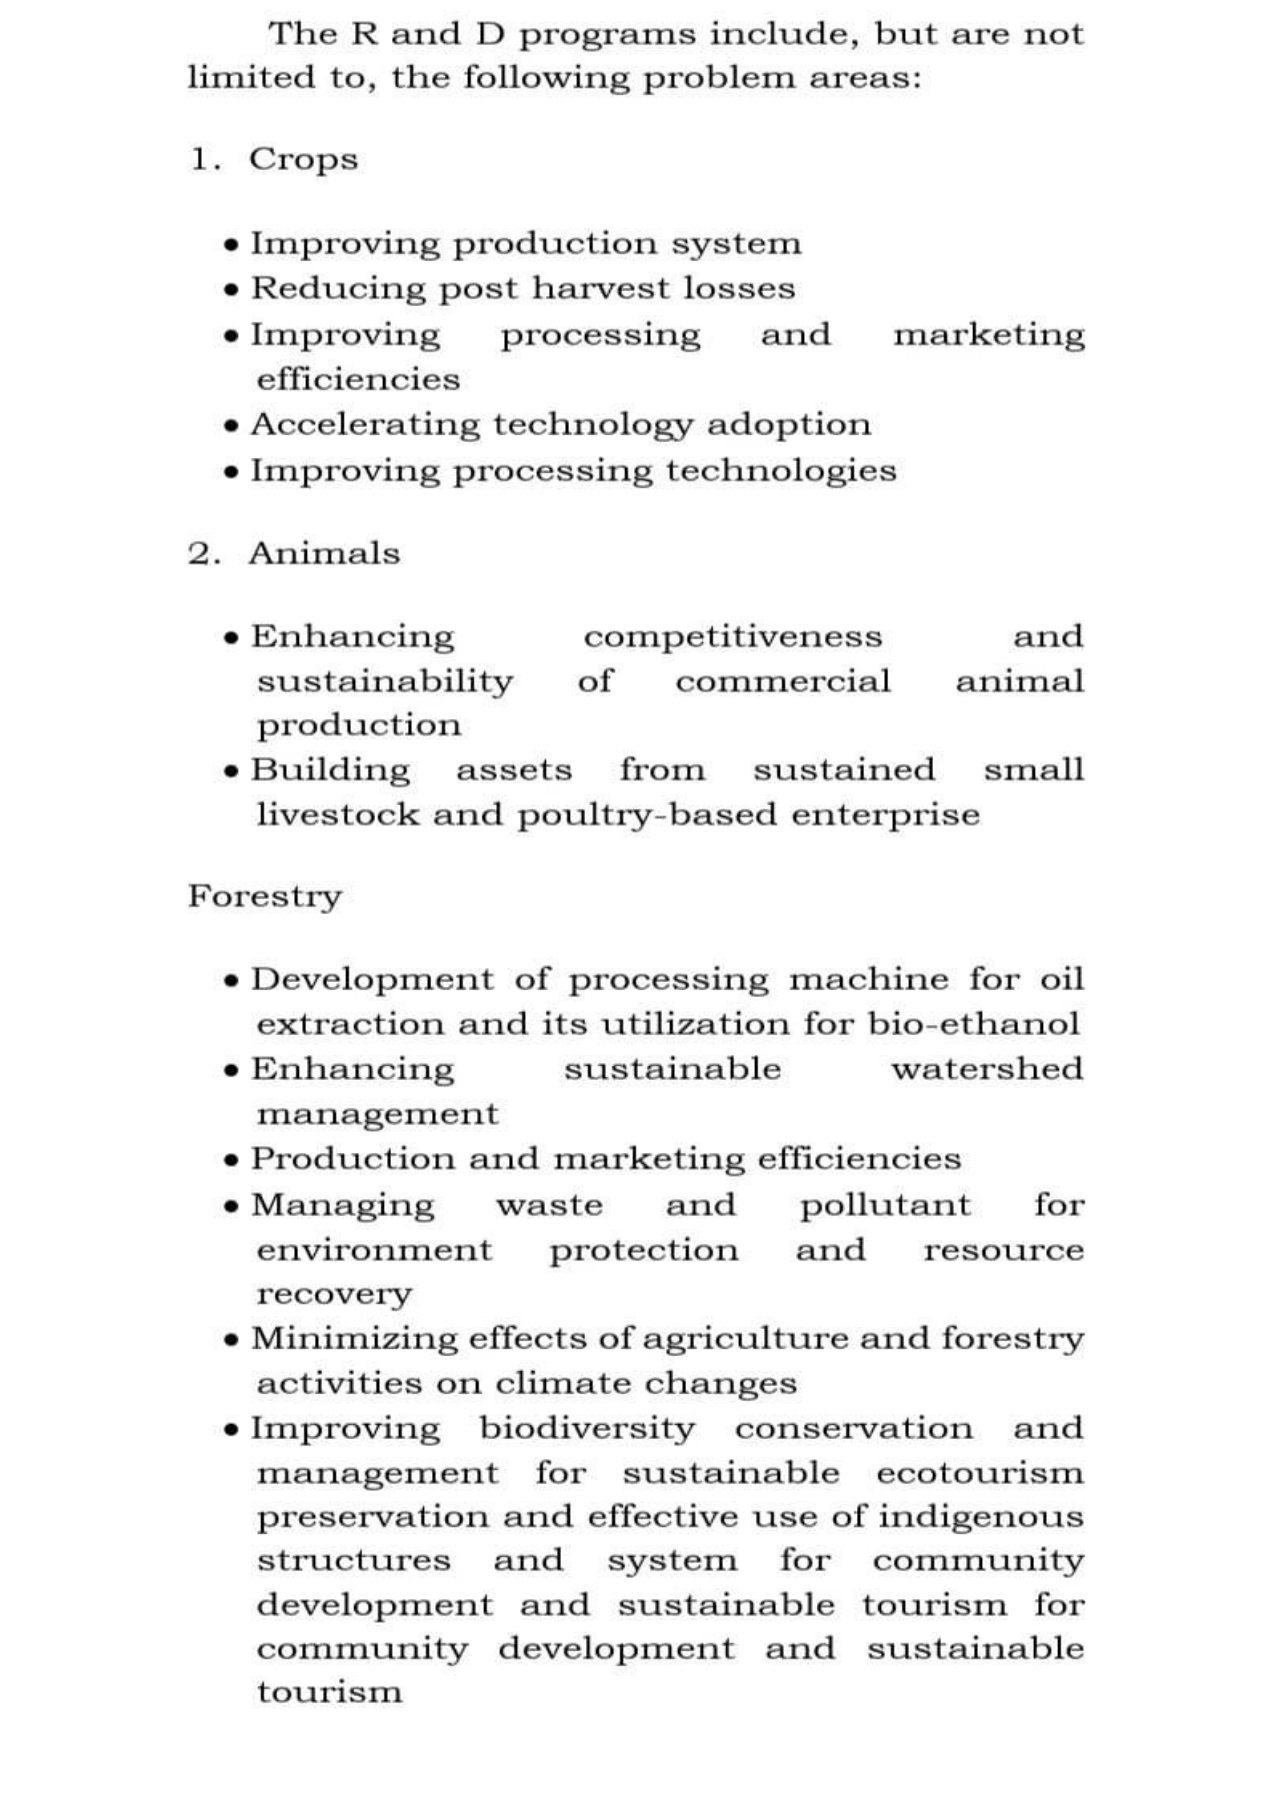 The R and D programs include, but are not
limited to, the following problem areas:
1. Crops
• Improving production system
• Reducing post harvest losses
• Improving processing and marketing
efficiencies
• Accelerating technology adoption
• Improving processing technologies
2. Animals
• Enhancing competitiveness and
sustainability of commercial animal
production
• Building assets from sustained small
livestock and poultry-based enterprise
Forestry
• Development of processing machine for oil
extraction and its utilization for bio-ethanol
• Enhancing sustainable watershed
management
• Production and marketing efficiencies
• Managing waste and pollutant for
environment protection and resource
recovery
• Minimizing effects of agriculture and forestry
activities on climate changes
• Improving biodiversity conservation and
management for sustainable ecotourism
preservation and effective use of indigenous
structures and system for community
development and sustainable tourism for
community development and sustainable
tourism